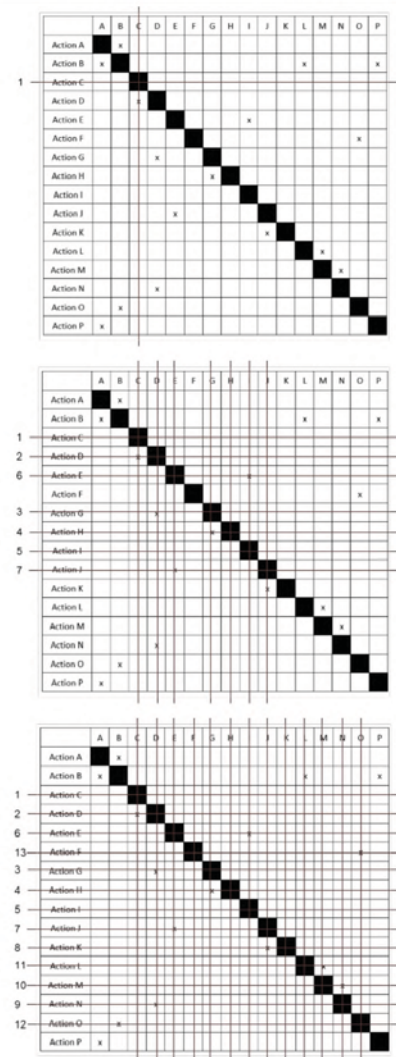 A B C D E F G H I J K L M N O P
Action A x
Action B x x x
1 Action C
Action D x
Action E x
Action F x
Action G x
Action H x
Action I
Action J x
Action K x
Action L x
Action M x
Action N x
Action O x
Action P x
A B C D E F G H I J K L M N O P
Action A x
Action B x x x
1 Action C
2 Action D x
6 Action E x
Action F x
3 Action G x
4 Action H x
5 Action I
7 Action J x
Action K x
Action L x
Action M x
Action N x
Action O x
Action P x
A B C D E F G H I J K L M N O P
Action A x
Action B x x x
1 Action C
2 Action D x
6 Action E x
13 Action F x
3 Action G x
4 Action H x
5 Action I
7 Action J x
8 Action K x
11 Action L x
10 Action M x
9 Action N x
12 Action O x
Action P x